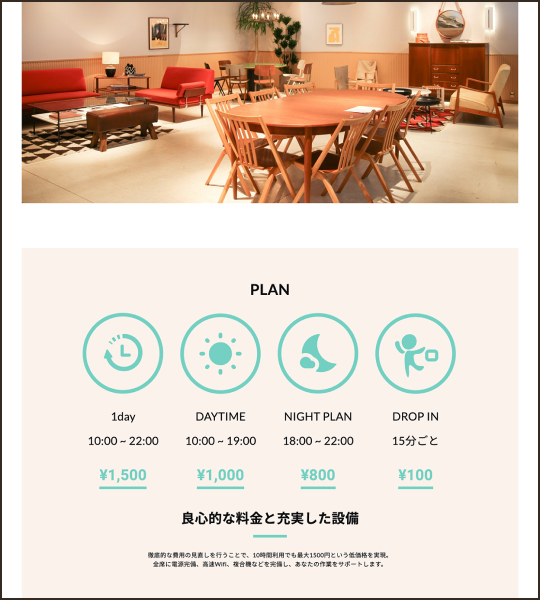 PLAN
1day DAYTIME NIGHT PLAN DROP IN
10:00 ~ 22:00 10:00 ~ 19:00 18:00 ~ 22:00 15分ごと
¥1,500 ¥1,000 ¥800 ¥100
良心的な料金と充実した設備
徹底的な費用の見直しを行うことで、10時間利用でも最大1500円という低価格を実現。
全席に電源完備、高速Wifi、複合機などを完備し、あなたの作業をサポートします。